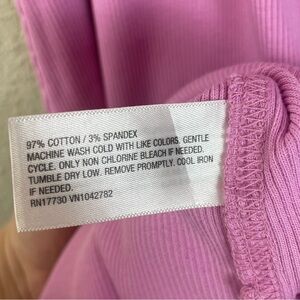 97% COTTON / 3% SPANDEX
MACHINE WASH COLD WITH LIKE COLORS. GENTLE
CYCLE. ONLY NON CHLORINE BLEACH IF NEEDED.
TUMBLE DRY LOW. REMOVE PROMPTLY. COOL IRON
IF NEEDED.
RN17730 VN1042782